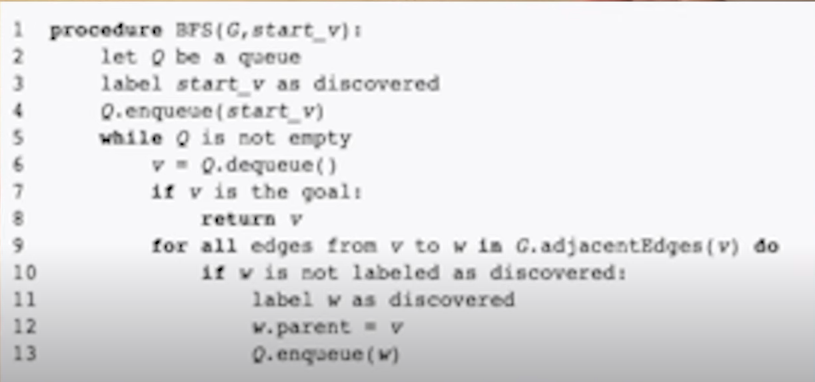 1 procedure BFS(G,start_v):
2 let Q be a queue
3 label start_v as discovered
4 Q.enqueue(start_v)
5 while Q is not empty
6 v = Q.dequeue()
7 if v is the goal:
8 return v
9 for all edges from v to w in G.adjacentEdges(v) do
10 if w is not labeled as discovered:
11 label w as discovered
12 w.parent = v
13 Q.enqueue(w)